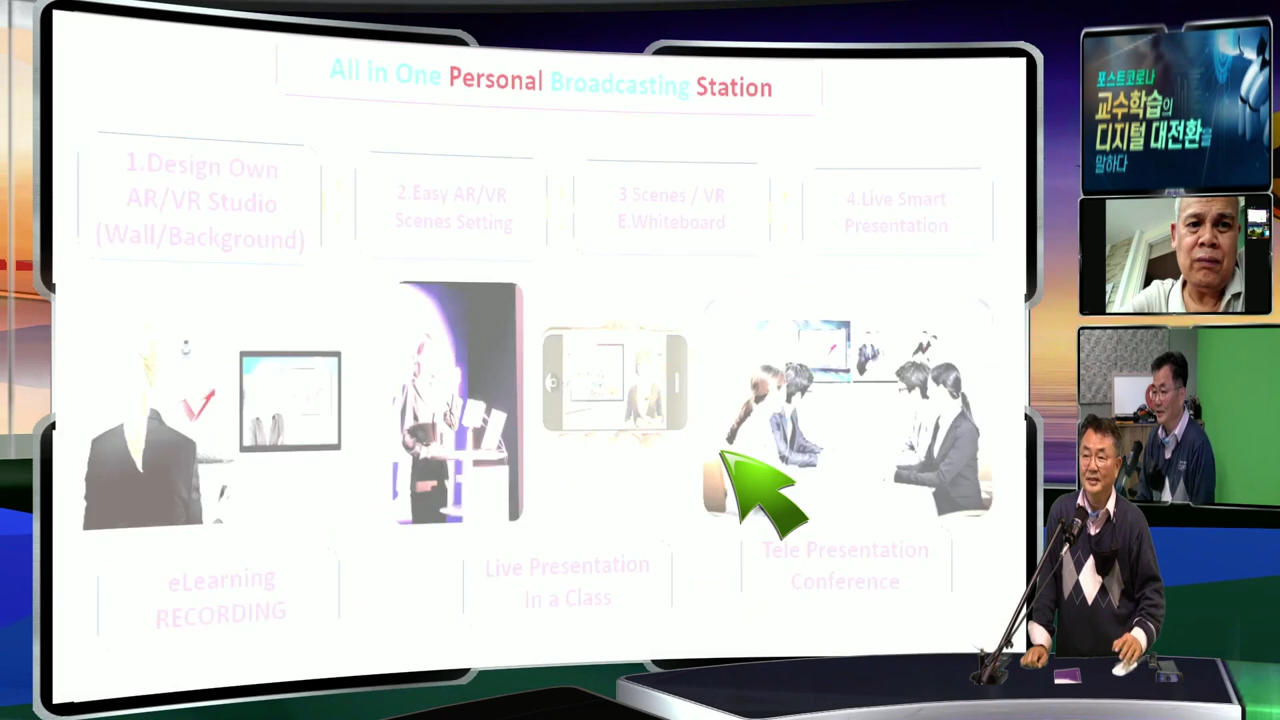 All in One Personal Broadcasting Station
1.Design Own
AR/VR Studio
(Wall/Background)
2.Easy AR/VR
Scenes Setting
3 Scenes / VR
E.Whiteboard
4.Live Smart
Presentation
eLearning
RECORDING
Live Presentation
In a Class
Tele Presentation
Conference
포스트코로나
교수학습의
디지털 대전환을
말하다